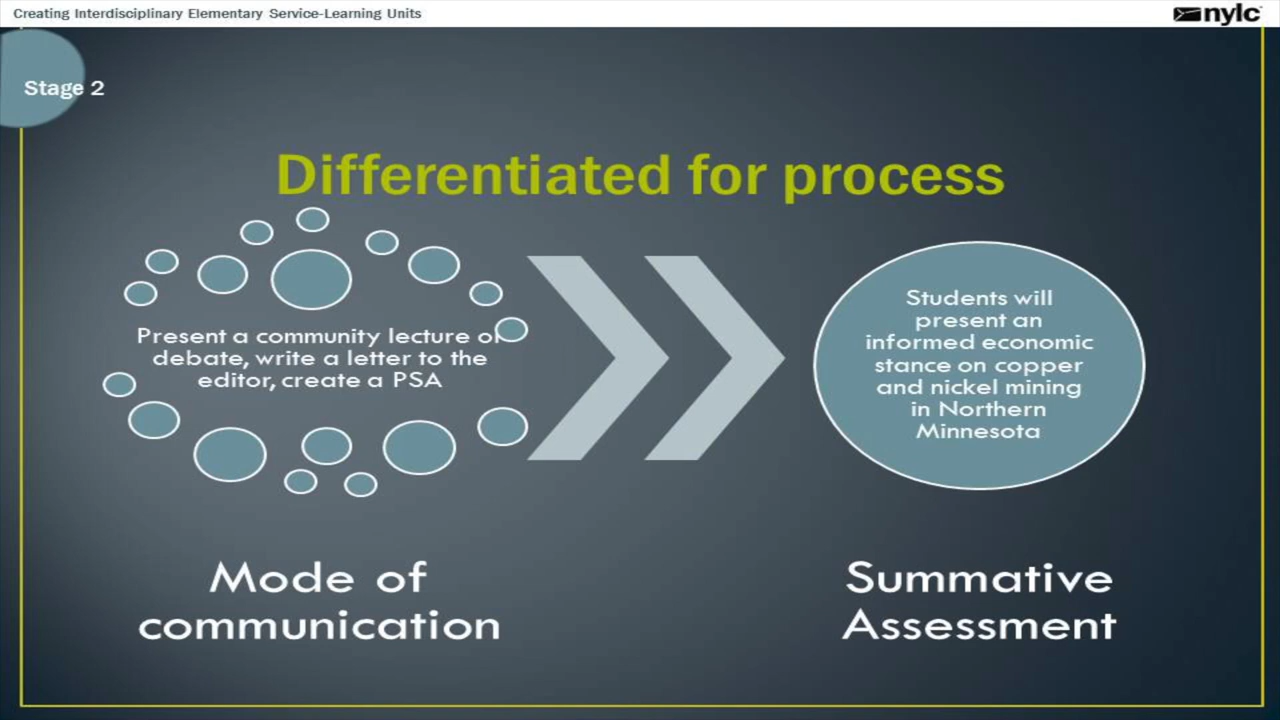 Creating Interdisciplinary Elementary Service-Learning Units
nylc
Stage 2
Differentiated for process
Present a community lecture or
debate, write a letter to the
editor, create a PSA
Students will
present an
informed economic
stance on copper
and nickel mining
in Northern
Minnesota
Mode of
communication
Summative
Assessment